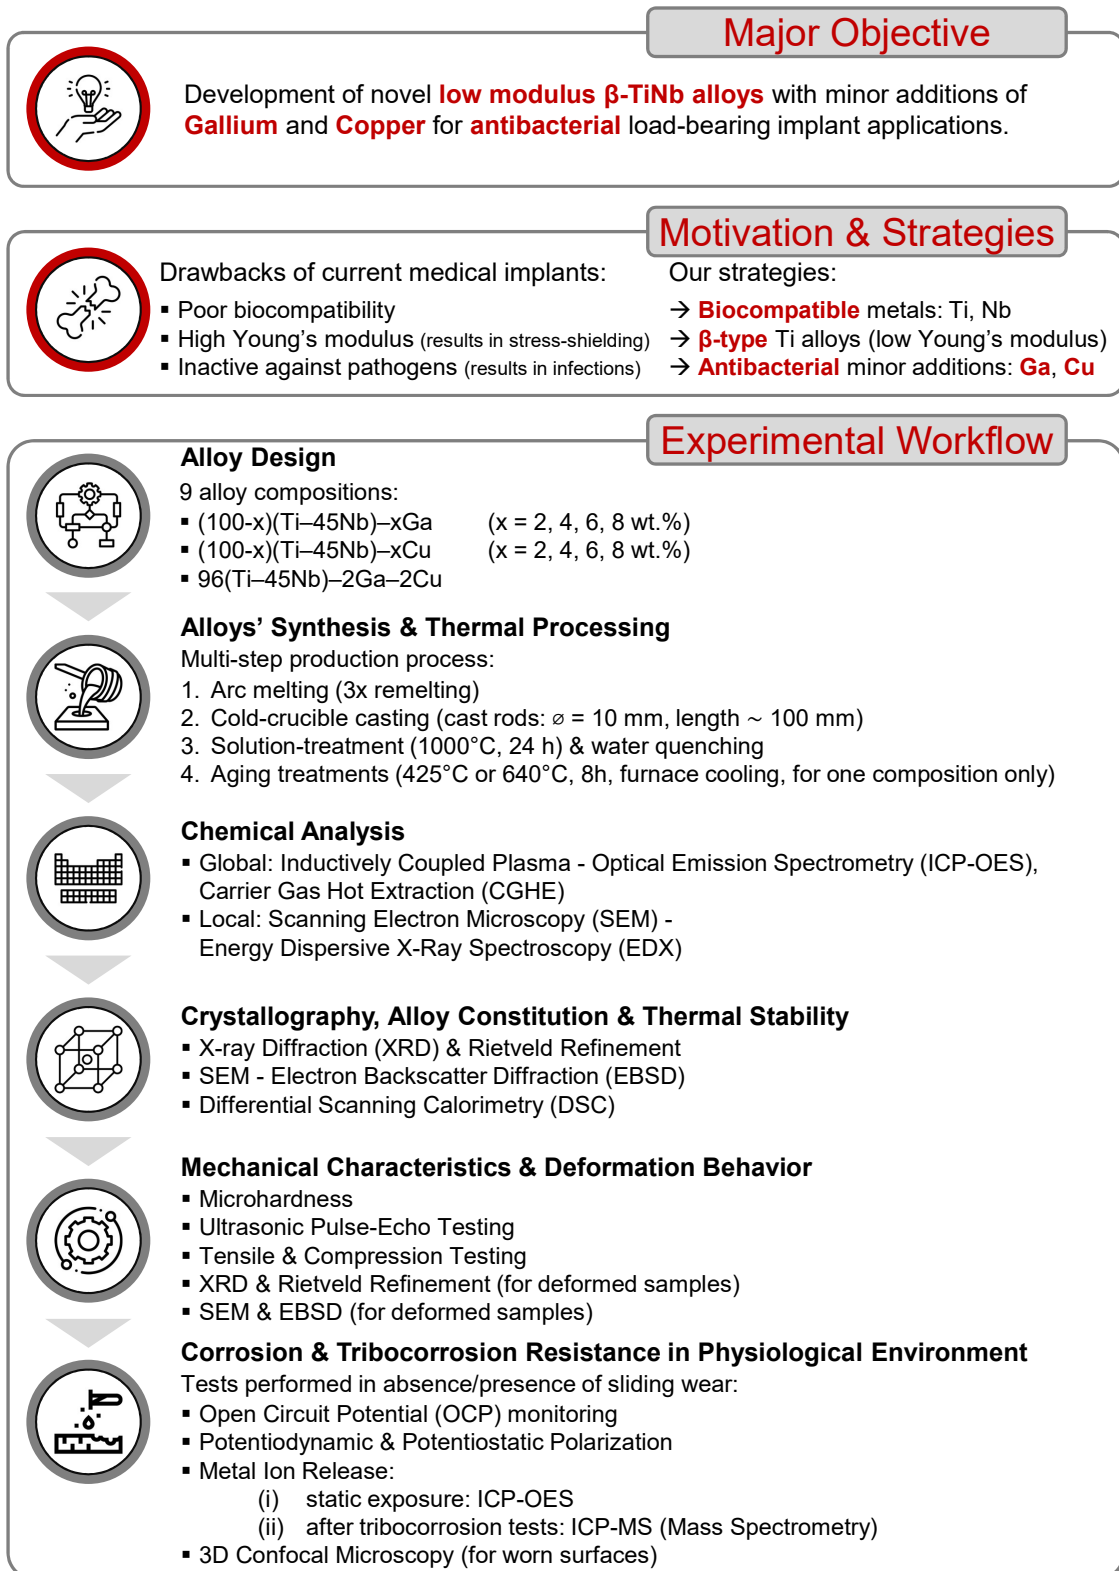 Major Objective
Development of novel low modulus β-TiNb alloys with minor additions of
Gallium and Copper for antibacterial load-bearing implant applications.
Motivation & Strategies
Drawbacks of current medical implants:
▪ Poor biocompatibility
▪ High Young's modulus (results in stress-shielding)
▪ Inactive against pathogens (results in infections)
Our strategies:
→ Biocompatible metals: Ti, Nb
→ β-type Ti alloys (low Young's modulus)
→ Antibacterial minor additions: Ga, Cu
Experimental Workflow
Alloy Design
9 alloy compositions:
▪ (100-x)(Ti–45Nb)–xGa (x = 2, 4, 6, 8 wt.%)
▪ (100-x)(Ti–45Nb)–xCu (x = 2, 4, 6, 8 wt.%)
▪ 96(Ti–45Nb)–2Ga–2Cu
Alloys' Synthesis & Thermal Processing
Multi-step production process:
1. Arc melting (3x remelting)
2. Cold-crucible casting (cast rods: ⌀ = 10 mm, length ~ 100 mm)
3. Solution-treatment (1000°C, 24 h) & water quenching
4. Aging treatments (425°C or 640°C, 8h, furnace cooling, for one composition only)
Chemical Analysis
▪ Global: Inductively Coupled Plasma - Optical Emission Spectrometry (ICP-OES),
Carrier Gas Hot Extraction (CGHE)
▪ Local: Scanning Electron Microscopy (SEM) -
Energy Dispersive X-Ray Spectroscopy (EDX)
Crystallography, Alloy Constitution & Thermal Stability
▪ X-ray Diffraction (XRD) & Rietveld Refinement
▪ SEM - Electron Backscatter Diffraction (EBSD)
▪ Differential Scanning Calorimetry (DSC)
Mechanical Characteristics & Deformation Behavior
▪ Microhardness
▪ Ultrasonic Pulse-Echo Testing
▪ Tensile & Compression Testing
▪ XRD & Rietveld Refinement (for deformed samples)
▪ SEM & EBSD (for deformed samples)
Corrosion & Tribocorrosion Resistance in Physiological Environment
Tests performed in absence/presence of sliding wear:
▪ Open Circuit Potential (OCP) monitoring
▪ Potentiodynamic & Potentiostatic Polarization
▪ Metal Ion Release:
(i) static exposure: ICP-OES
(ii) after tribocorrosion tests: ICP-MS (Mass Spectrometry)
▪ 3D Confocal Microscopy (for worn surfaces)